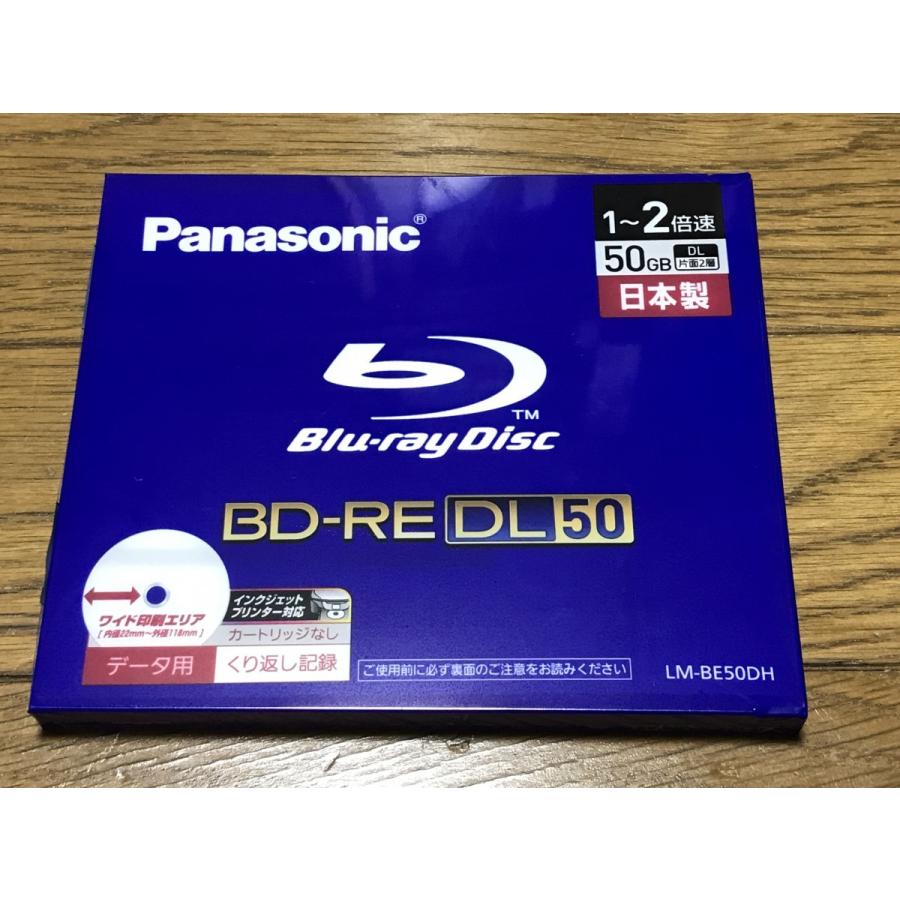 Panasonic®
1~2倍速
50GB DL 片面2層
日本製
Blu-ray Disc™
BD-RE DL 50
ワイド印刷エリア
[内径22mm~外径118mm]
インクジェット
プリンター対応
カートリッジなし
データ用 くり返し記録
ご使用前に必ず裏面のご注意をお読みください
LM-BE50DH